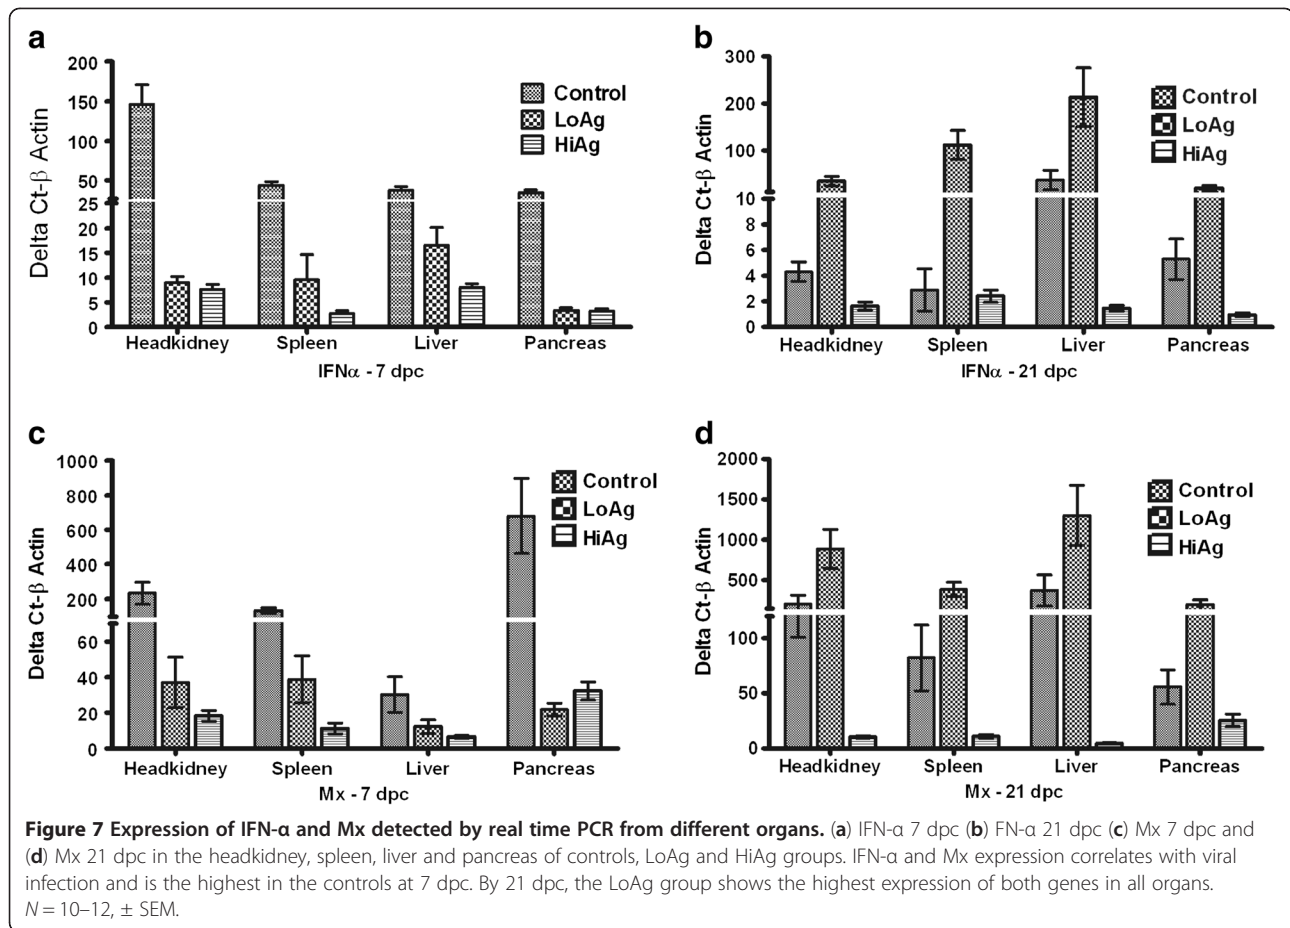 a
200
150
100
50
25
20
15
10
5
0
Delta Ct-β Actin
Control
LoAg
HiAg
Headkidney Spleen Liver Pancreas
IFNα - 7 dpc
b
300
200
100
10
8
6
4
2
0
Delta Ct-β Actin
Control
LoAg
HiAg
Headkidney Spleen Liver Pancreas
IFNα - 21 dpc
c
1000
800
600
400
200
60
40
20
0
Delta Ct-β Actin
Control
LoAg
HiAg
Headkidney Spleen Liver Pancreas
Mx - 7 dpc
d
2000
1500
1000
500
100
50
0
Delta Ct-β Actin
Control
LoAg
HiAg
Headkidney Spleen Liver Pancreas
Mx - 21 dpc
Figure 7 Expression of IFN-α and Mx detected by real time PCR from different organs. (a) IFN-α 7 dpc (b) FN-α 21 dpc (c) Mx 7 dpc and
(d) Mx 21 dpc in the headkidney, spleen, liver and pancreas of controls, LoAg and HiAg groups. IFN-α and Mx expression correlates with viral
infection and is the highest in the controls at 7 dpc. By 21 dpc, the LoAg group shows the highest expression of both genes in all organs.
N = 10–12, ± SEM.